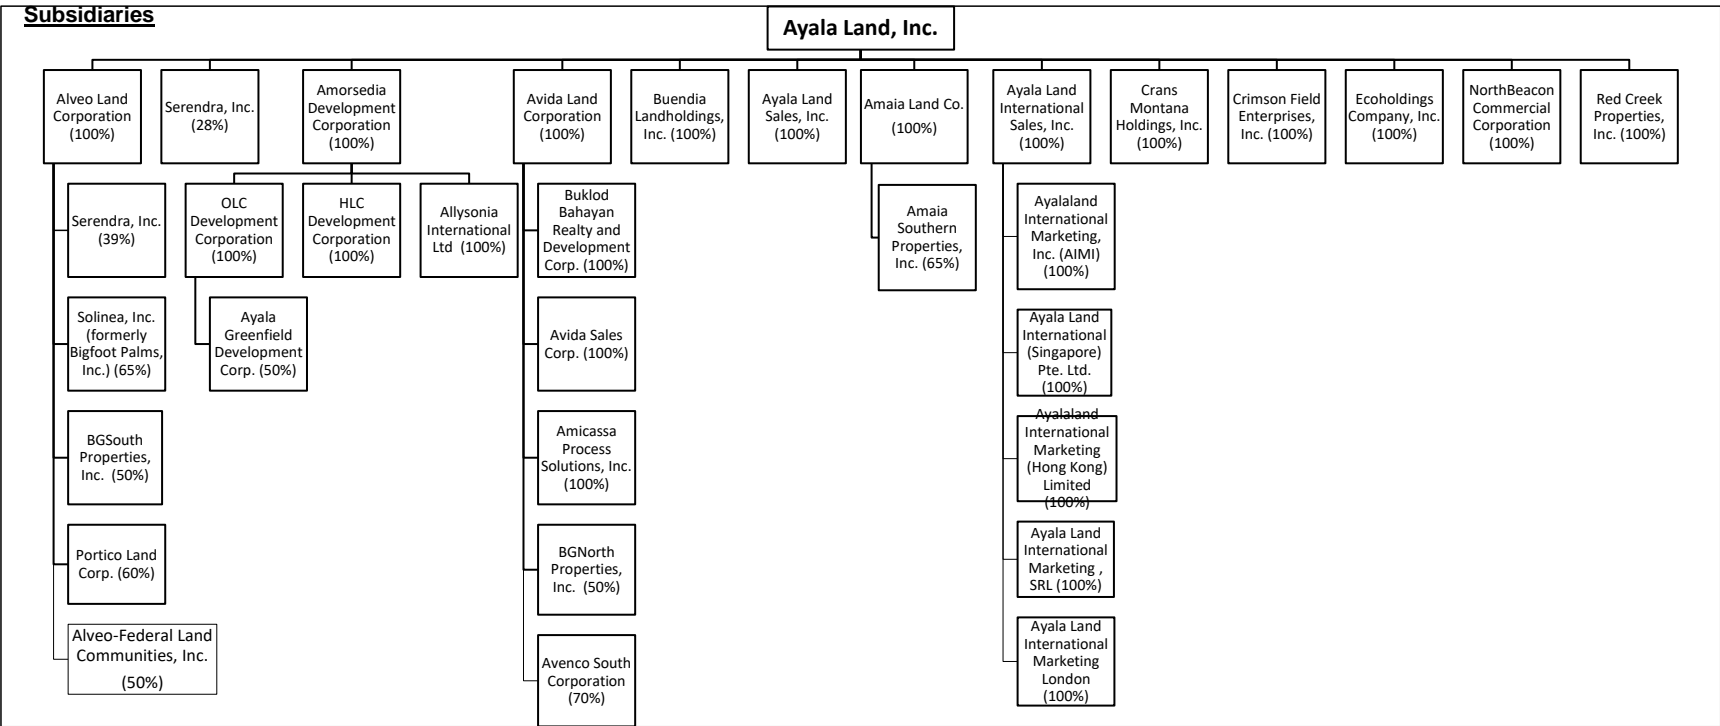 Subsidiaries
Ayala Land, Inc.
Alveo Land
Corporation
(100%)
Serendra, Inc.
(28%)
Amorsedia
Development
Corporation
(100%)
Avida Land
Corporation
(100%)
Buendia
Landholdings,
Inc. (100%)
Ayala Land
Sales, Inc.
(100%)
Amaia Land Co.
(100%)
Ayala Land
International
Sales, Inc.
(100%)
Crans
Montana
Holdings, Inc.
(100%)
Crimson Field
Enterprises,
Inc. (100%)
Ecoholdings
Company, Inc.
(100%)
NorthBeacon
Commercial
Corporation
(100%)
Red Creek
Properties,
Inc. (100%)
Serendra, Inc.
(39%)
Solinea, Inc.
(formerly
Bigfoot Palms,
Inc.) (65%)
BGSouth
Properties,
Inc. (50%)
Portico Land
Corp. (60%)
Alveo-Federal Land
Communities, Inc.
(50%)
OLC
Development
Corporation
(100%)
Ayala
Greenfield
Development
Corp. (50%)
HLC
Development
Corporation
(100%)
Allysonia
International
Ltd (100%)
Buklod
Bahayan
Realty and
Development
Corp. (100%)
Avida Sales
Corp. (100%)
Amicassa
Process
Solutions, Inc.
(100%)
BGNorth
Properties,
Inc. (50%)
Avenco South
Corporation
(70%)
Amaia
Southern
Properties,
Inc. (65%)
Ayalaland
International
Marketing,
Inc. (AIMI)
(100%)
Ayala Land
International
(Singapore)
Pte. Ltd.
(100%)
Ayalaland
International
Marketing
(Hong Kong)
Limited
(100%)
Ayala Land
International
Marketing ,
SRL (100%)
Ayala Land
International
Marketing
London
(100%)